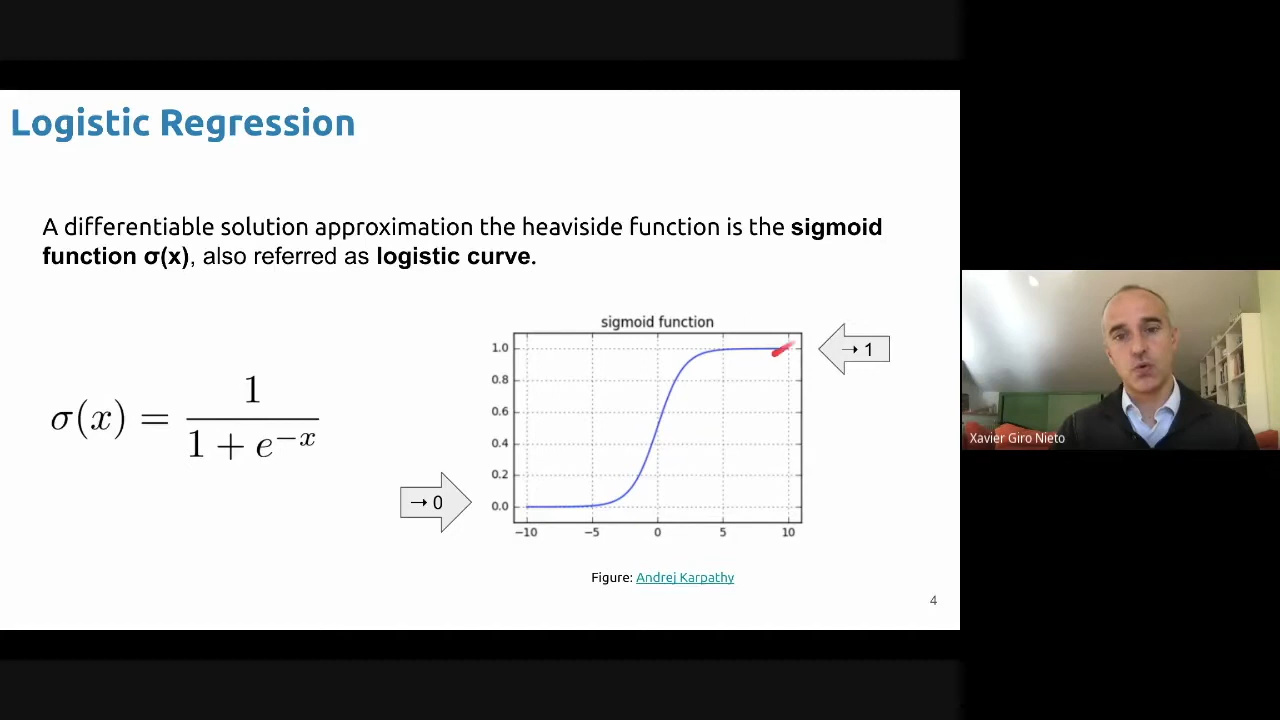 Logistic Regression
A differentiable solution approximation the heaviside function is the sigmoid
function σ(x), also referred as logistic curve.
σ(x) = 1 / (1 + e^{-x})
sigmoid function
1.0
0.8
0.6
0.4
0.2
0.0
−10 −5 0 5 10
→ 1
→ 0
Figure: Andrej Karpathy
4
Xavier Giro Nieto